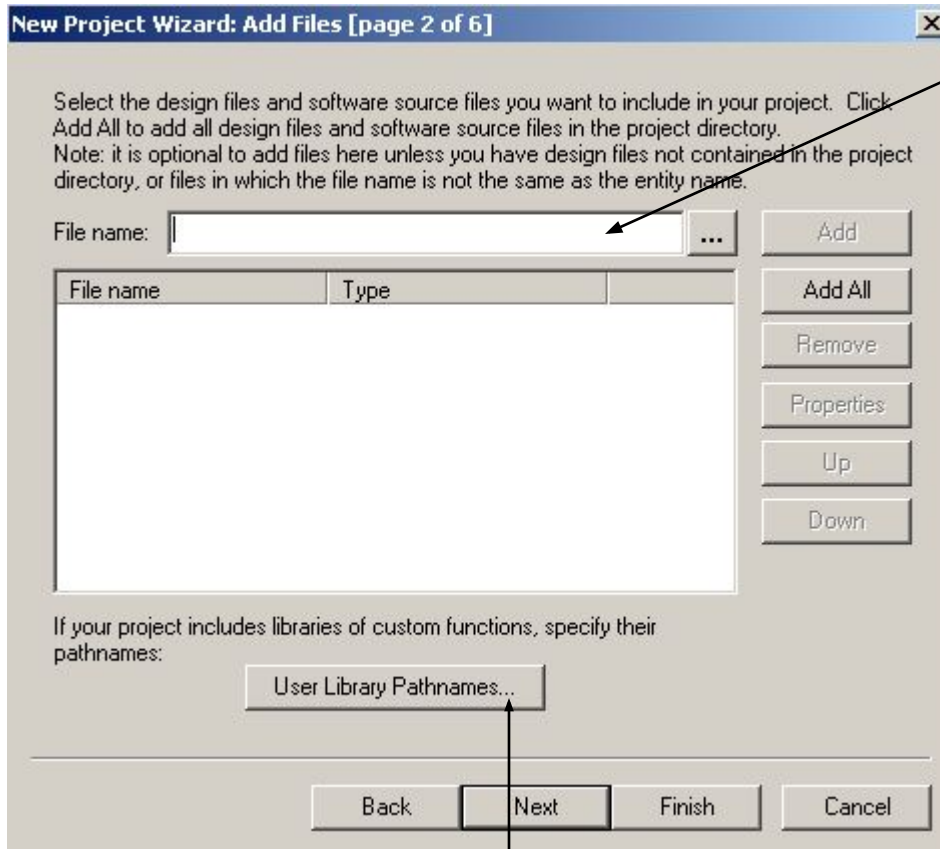 New Project Wizard: Add Files [page 2 of 6]
Select the design files and software source files you want to include in your project. Click
Add All to add all design files and software source files in the project directory.
Note: it is optional to add files here unless you have design files not contained in the project
directory, or files in which the file name is not the same as the entity name.
File name:
...
Add
File name
Type
Add All
Remove
Properties
Up
Down
If your project includes libraries of custom functions, specify their
pathnames:
User Library Pathnames...
Back
Next
Finish
Cancel